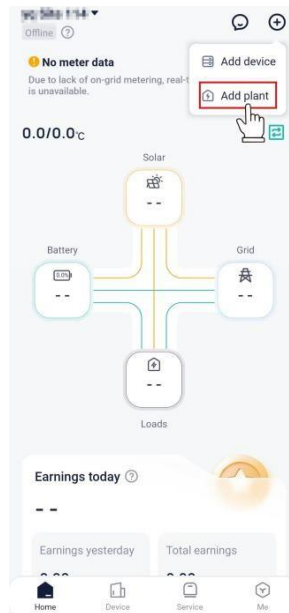 Offline
No meter data
Add device
Due to lack of on-grid metering, real-t
is unavailable.
Add plant
0.0/0.0℃
Solar
--
Battery
Grid
0.0%
--
--
--
Loads
Earnings today
--
Earnings yesterday
Total earnings
Home
Device
Service
Me